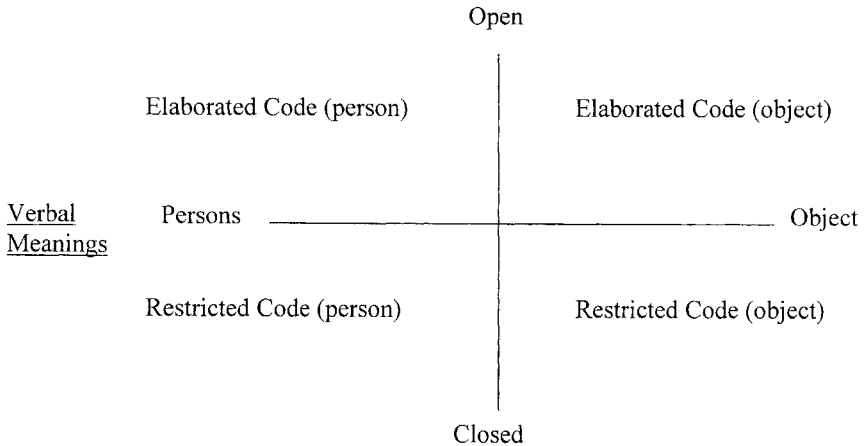 Open
Elaborated Code (person) Elaborated Code (object)
Verbal Persons Object
Meanings
Restricted Code (person) Restricted Code (object)
Closed